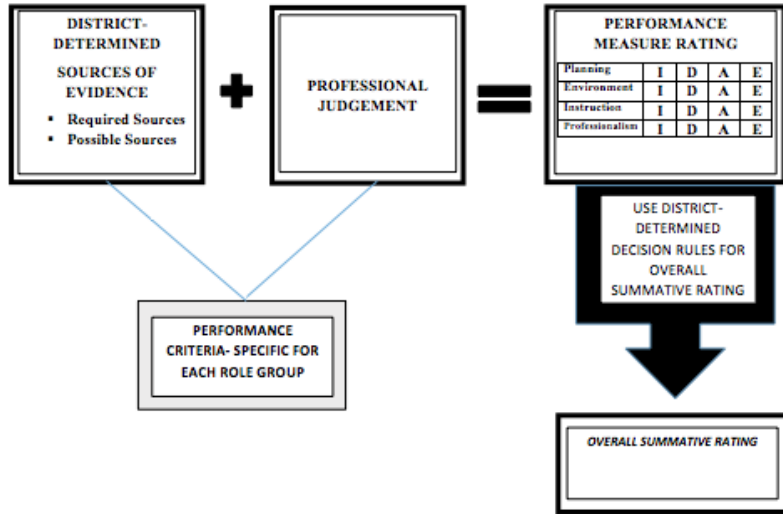 DISTRICT-
DETERMINED
SOURCES OF
EVIDENCE
▪ Required Sources
▪ Possible Sources
PROFESSIONAL
JUDGEMENT
PERFORMANCE
MEASURE RATING
Planning I D A E
Environment I D A E
Instruction I D A E
Professionalism I D A E
USE DISTRICT-
DETERMINED
DECISION RULES FOR
OVERALL
SUMMATIVE RATING
PERFORMANCE
CRITERIA- SPECIFIC FOR
EACH ROLE GROUP
OVERALL SUMMATIVE RATING